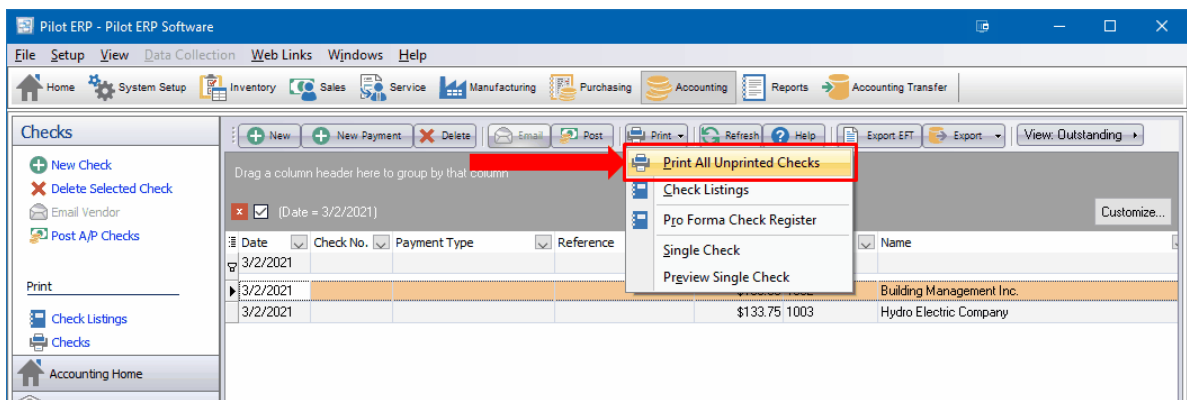 Pilot ERP - Pilot ERP Software
File Setup View Data Collection Web Links Windows Help
Home System Setup Inventory Sales Service Manufacturing Purchasing Accounting Reports Accounting Transfer
Checks
New Check
Delete Selected Check
Email Vendor
Post A/P Checks
Print
Check Listings
Checks
Accounting Home
New New Payment Delete Email Post Print Refresh Help Export EFT Export View: Outstanding
Drag a column header here to group by that column
(Date = 3/2/2021)
Customize...
Print All Unprinted Checks
Check Listings
Pro Forma Check Register
Single Check
Preview Single Check
Date Check No. Payment Type Reference Name
3/2/2021
3/2/2021 Building Management Inc.
3/2/2021 $133.75 1003 Hydro Electric Company